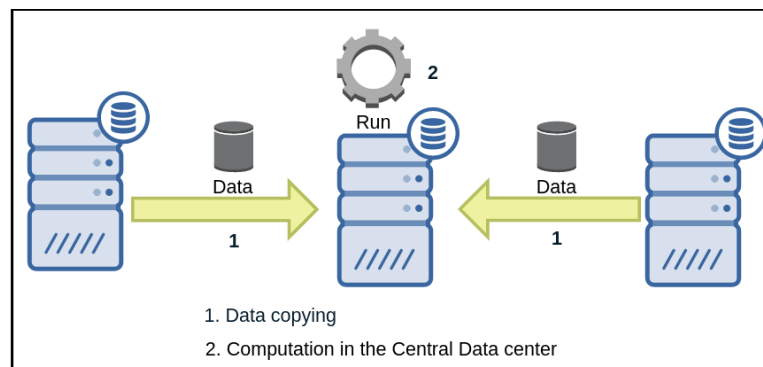 2
Run
Data
Data
1
1
1. Data copying
2. Computation in the Central Data center